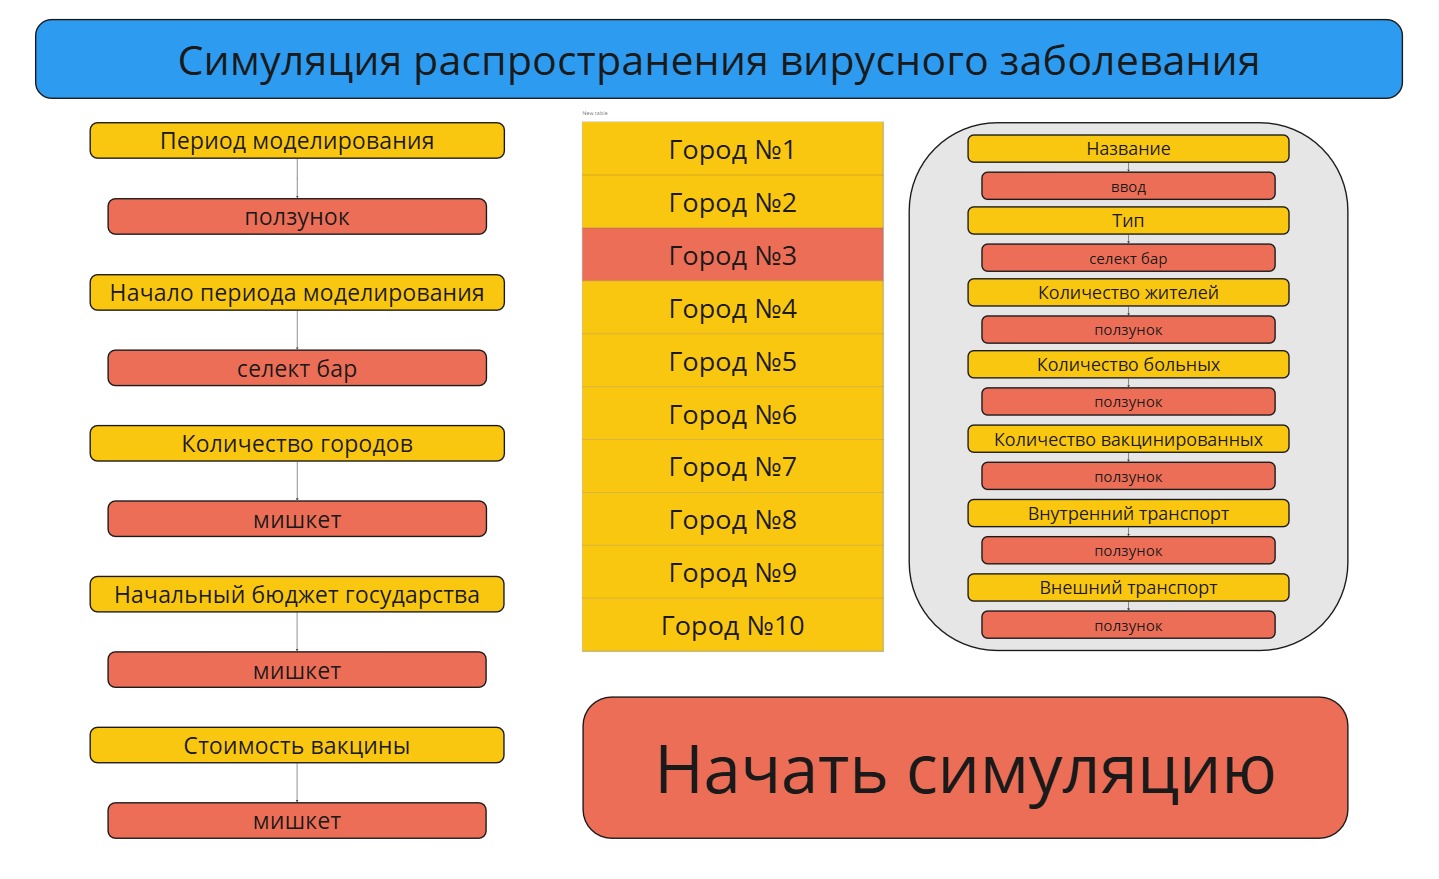 Симуляция распространения вирусного заболевания
Период моделирования
ползунок
Начало периода моделирования
селект бар
Количество городов
мишкет
Начальный бюджет государства
мишкет
Стоимость вакцины
мишкет
New table
Город №1
Город №2
Город №3
Город №4
Город №5
Город №6
Город №7
Город №8
Город №9
Город №10
Название
ввод
Тип
селект бар
Количество жителей
ползунок
Количество больных
ползунок
Количество вакцинированных
ползунок
Внутренний транспорт
ползунок
Внешний транспорт
ползунок
Начать симуляцию